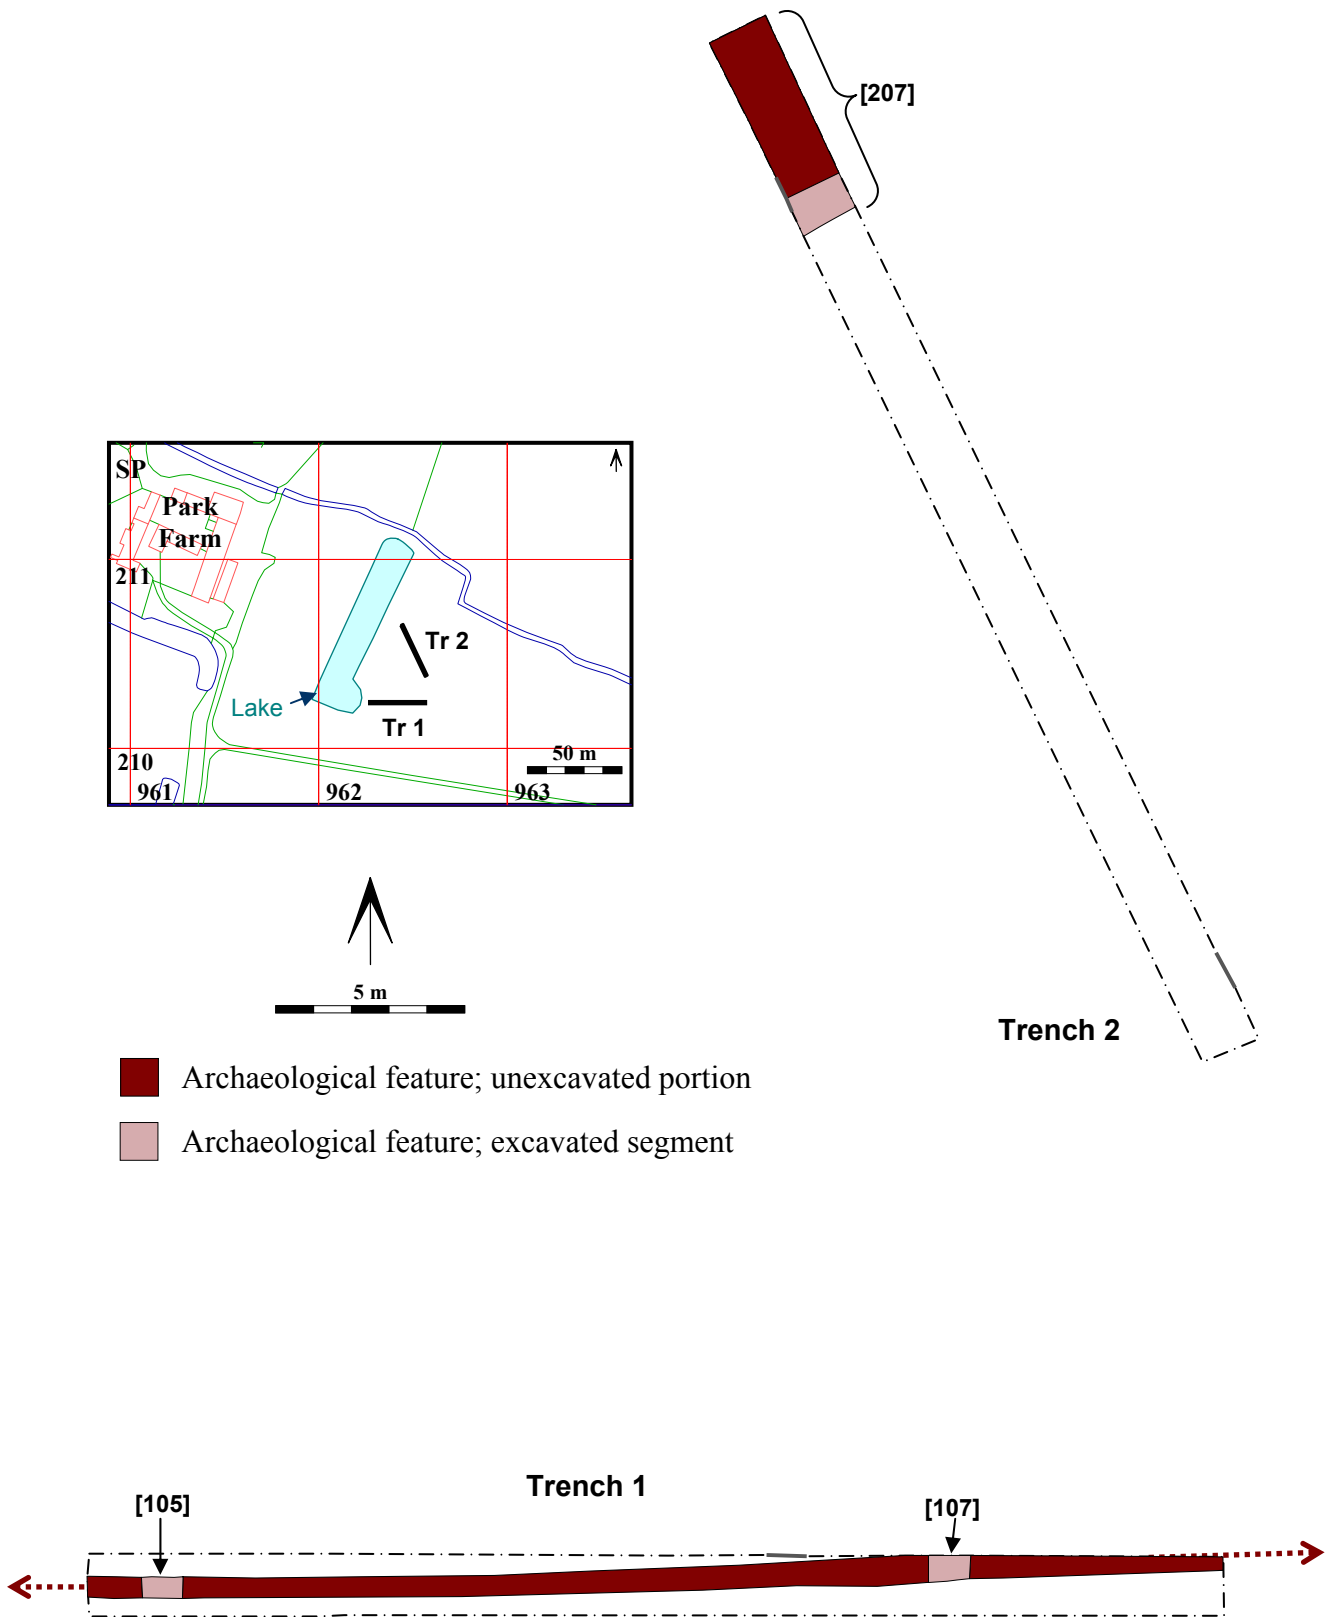 [207]
SP
Park
Farm
211
Tr 2
Lake
Tr 1
210
50 m
961
962
963
5 m
Trench 2
Archaeological feature; unexcavated portion
Archaeological feature; excavated segment
Trench 1
[105]
[107]